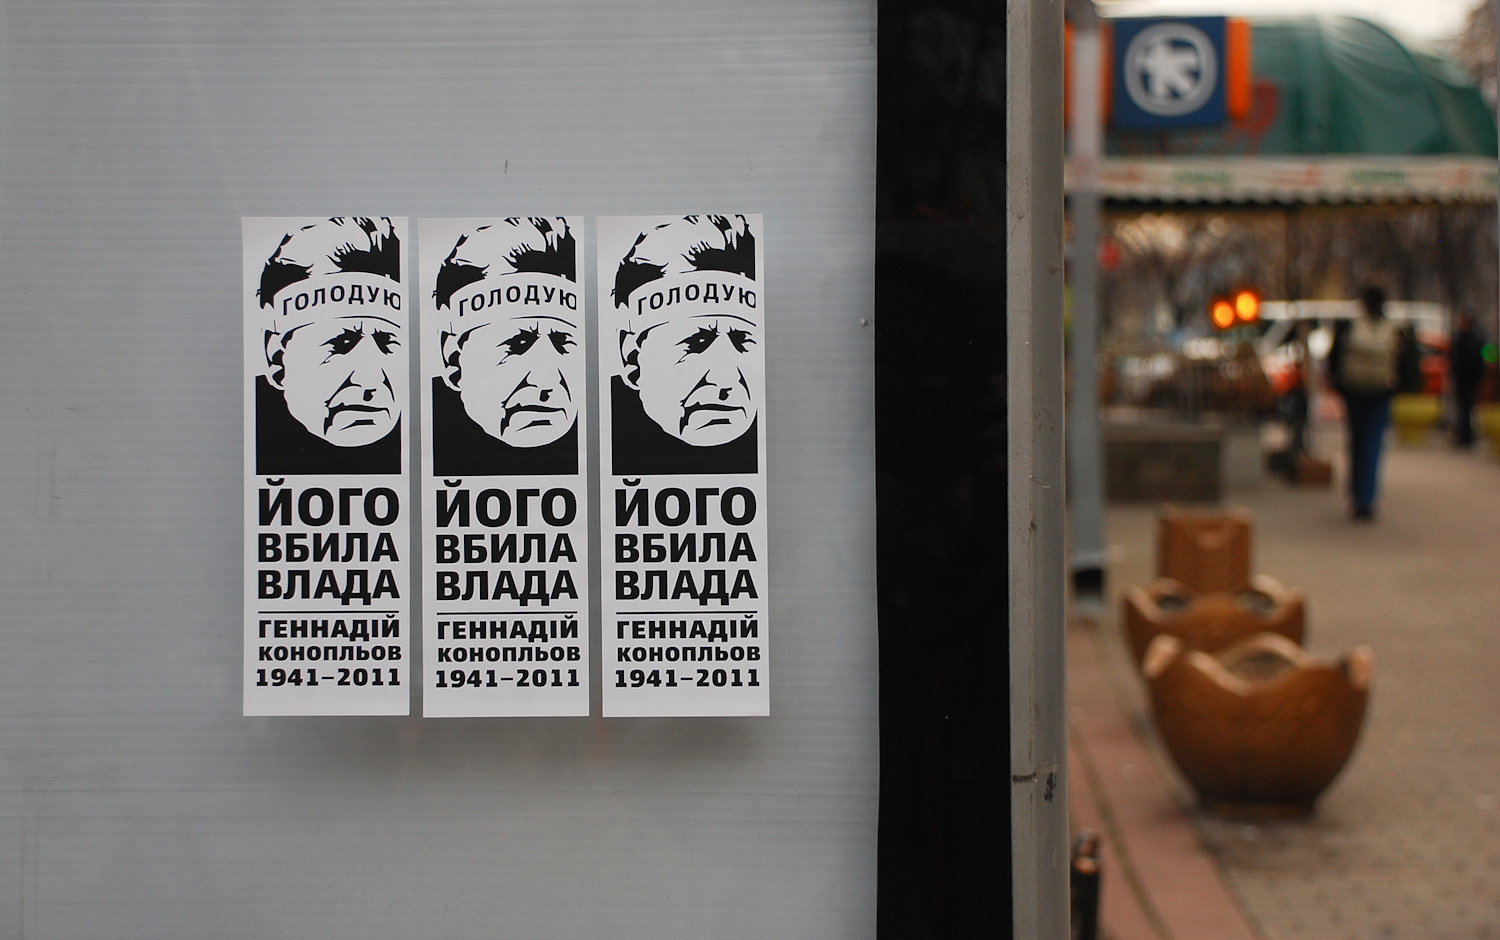 ГОЛОДУЮ
ЙОГО
ВБИЛА
ВЛАДА
ГЕННАДІЙ
КОНОПЛЬОВ
1941–2011
ГОЛОДУЮ
ЙОГО
ВБИЛА
ВЛАДА
ГЕННАДІЙ
КОНОПЛЬОВ
1941–2011
ГОЛОДУЮ
ЙОГО
ВБИЛА
ВЛАДА
ГЕННАДІЙ
КОНОПЛЬОВ
1941–2011